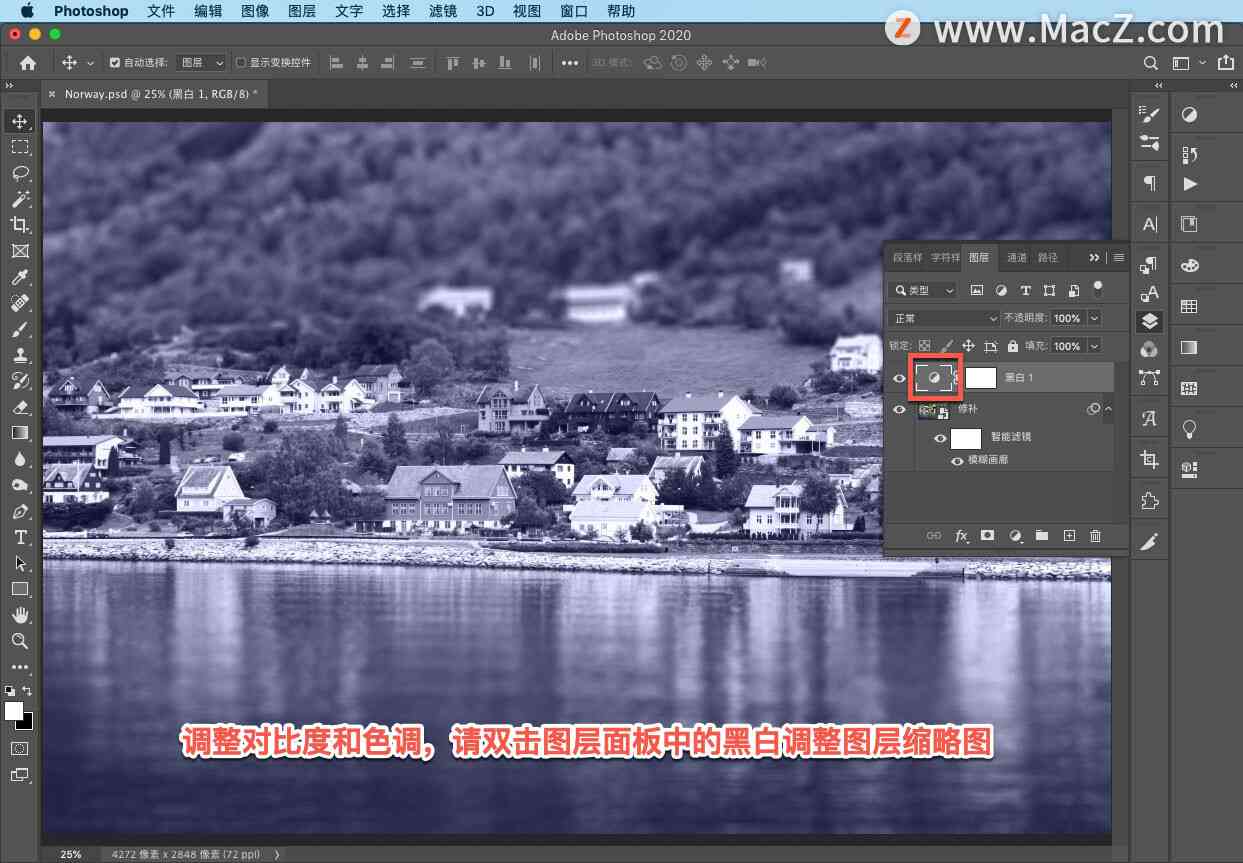 Photoshop 文件 编辑 图像 图层 文字 选择 滤镜 3D 视图 窗口 帮助
Adobe Photoshop 2020
Z www.MacZ.com
自动选择: 图层 显示变换控件 3D 模式:
Norway.psd @ 25% (黑白 1, RGB/8) *
段落样 字符样 图层 通道 路径
类型
正常 不透明度: 100%
锁定: 填充: 100%
黑白 1
修补
智能滤镜
模糊画廊
fx
调整对比度和色调，请双击图层面板中的黑白调整图层缩略图
25% 4272 像素 x 2848 像素 (72 ppi)